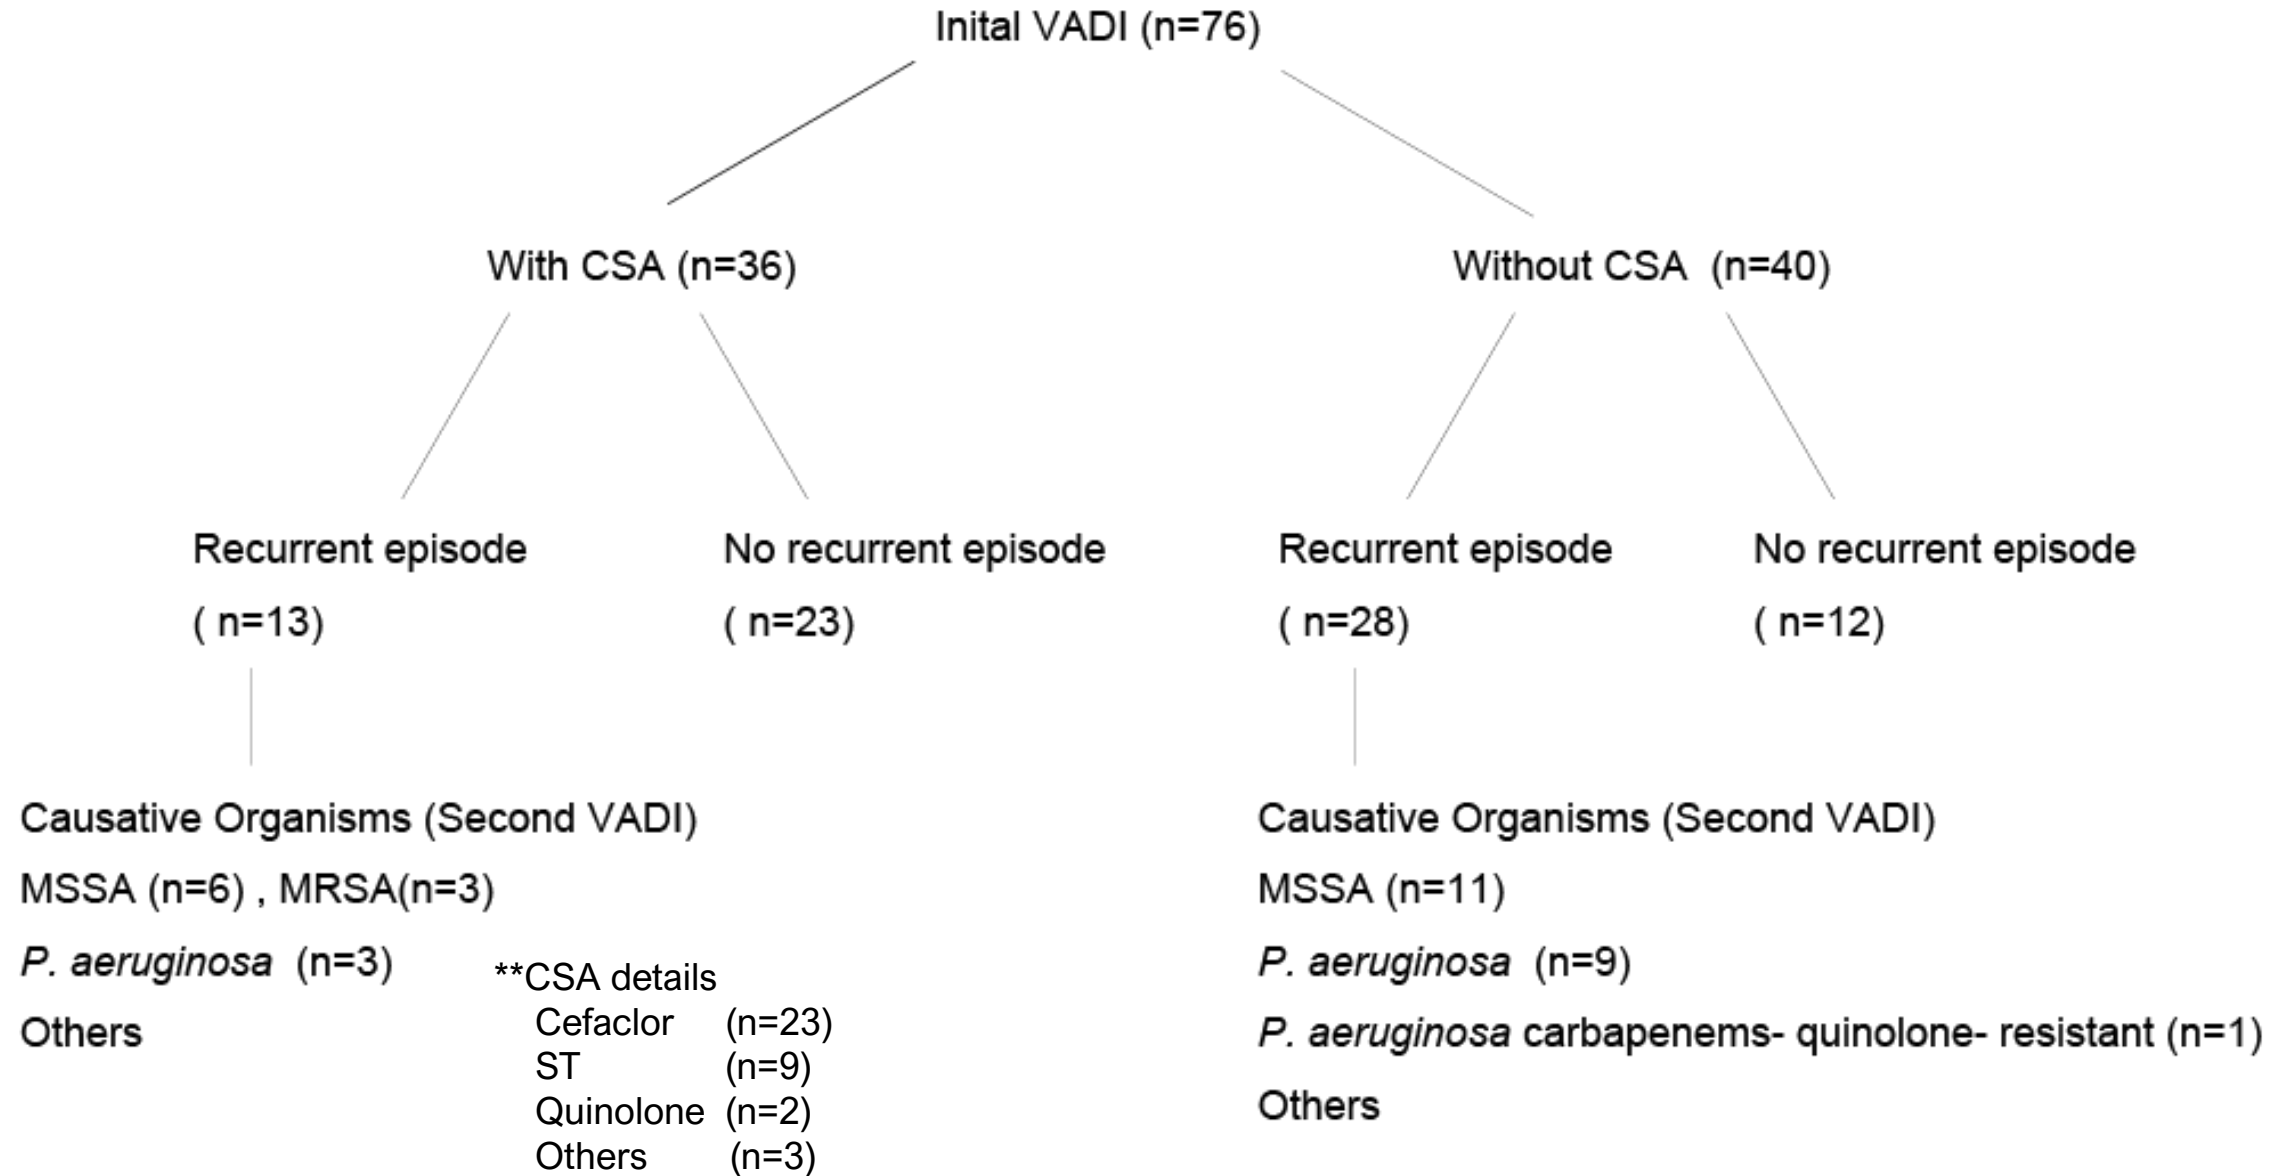 Inital VADI (n=76)
With CSA (n=36)
Without CSA (n=40)
Recurrent episode
( n=13)
No recurrent episode
( n=23)
Recurrent episode
( n=28)
No recurrent episode
( n=12)
Causative Organisms (Second VADI)
MSSA (n=6) , MRSA(n=3)
P. aeruginosa (n=3)
Others
**CSA details
Cefaclor (n=23)
ST (n=9)
Quinolone (n=2)
Others (n=3)
Causative Organisms (Second VADI)
MSSA (n=11)
P. aeruginosa (n=9)
P. aeruginosa carbapenems- quinolone- resistant (n=1)
Others